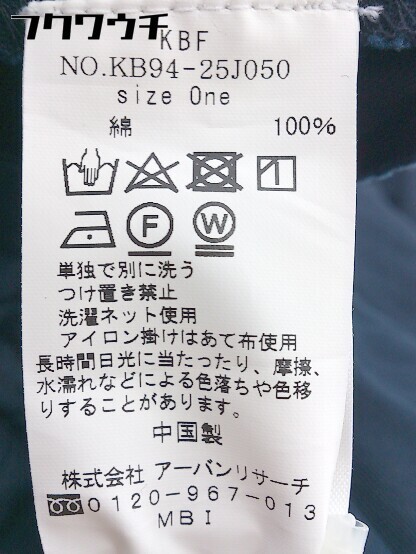 フクワウチ
KBF
NO.KB94-25J050
size One
綿 100%
F W
単独で別に洗う
つけ置き禁止
洗濯ネット使用
アイロン掛けはあて布使用
長時間日光に当たったり、摩擦、
水濡れなどによる色落ちや色移
りすることがあります。
中国製
株式会社 アーバンリサーチ
0120-967-013
MBI